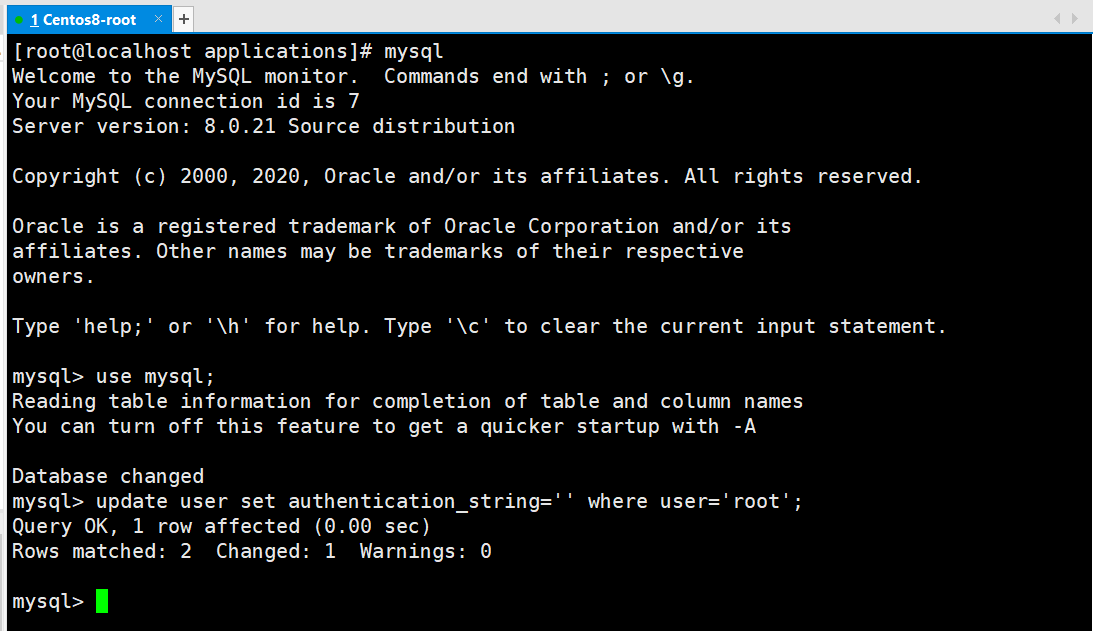 1 Centos8-root × +
[root@localhost applications]# mysql
Welcome to the MySQL monitor.  Commands end with ; or \g.
Your MySQL connection id is 7
Server version: 8.0.21 Source distribution

Copyright (c) 2000, 2020, Oracle and/or its affiliates. All rights reserved.

Oracle is a registered trademark of Oracle Corporation and/or its
affiliates. Other names may be trademarks of their respective
owners.

Type 'help;' or '\h' for help. Type '\c' to clear the current input statement.

mysql> use mysql;
Reading table information for completion of table and column names
You can turn off this feature to get a quicker startup with -A

Database changed
mysql> update user set authentication_string='' where user='root';
Query OK, 1 row affected (0.00 sec)
Rows matched: 2  Changed: 1  Warnings: 0

mysql>